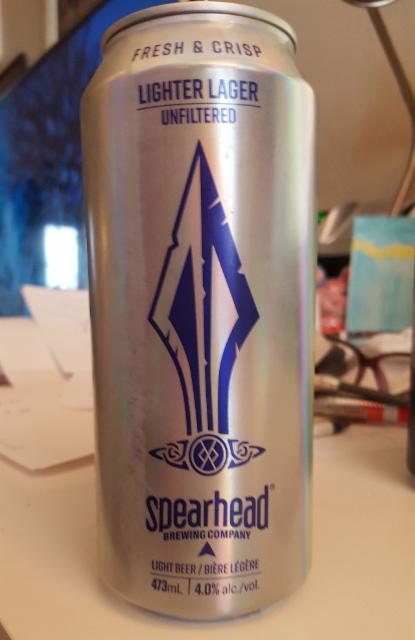 FRESH & CRISP
LIGHTER LAGER
UNFILTERED
spearhead®
BREWING COMPANY
LIGHT BEER / BIÈRE LÉGÈRE
473mL | 4.0% alc./vol.